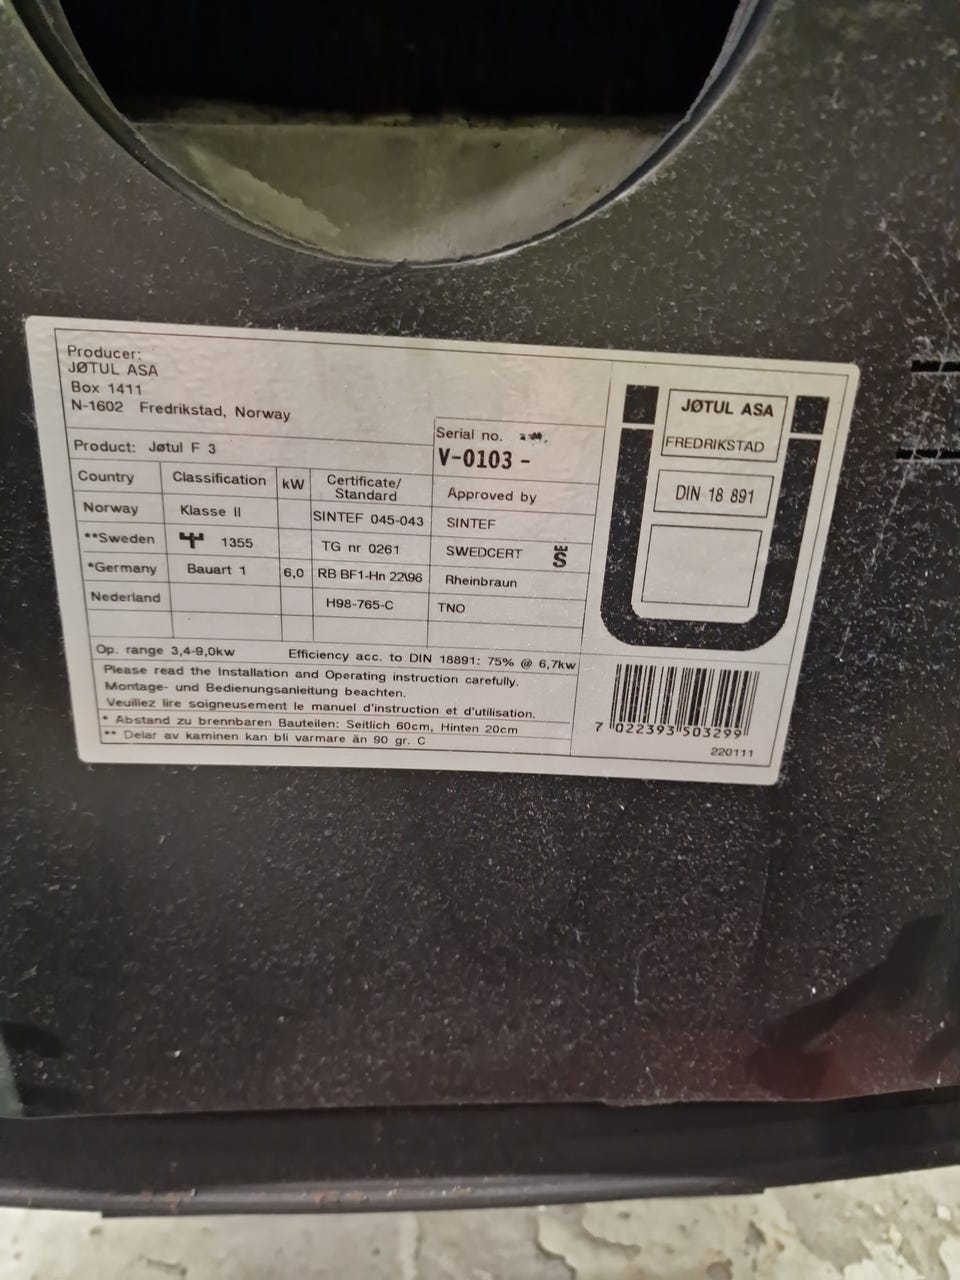 Producer:
JØTUL ASA
Box 1411
N-1602 Fredrikstad, Norway
Product: Jøtul F 3
Serial no.
V-0103 -
Country Classification kW Certificate/ Standard Approved by
Norway Klasse II SINTEF 045-043 SINTEF
**Sweden 1355 TG nr 0261 SWEDCERT S
*Germany Bauart 1 6,0 RB BF1-Hn 22\96 Rheinbraun
Nederland H98-765-C TNO
Op. range 3,4-9,0kw Efficiency acc. to DIN 18891: 75% @ 6,7kw
Please read the Installation and Operating instruction carefully.
Montage- und Bedienungsanleitung beachten.
Veuillez lire soigneusement le manuel d'instruction et d'utilisation.
* Abstand zu brennbaren Bauteilen: Seitlich 60cm, Hinten 20cm
** Delar av kaminen kan bli varmare än 90 gr. C
JØTUL ASA
FREDRIKSTAD
DIN 18 891
7 022393 503299
220111